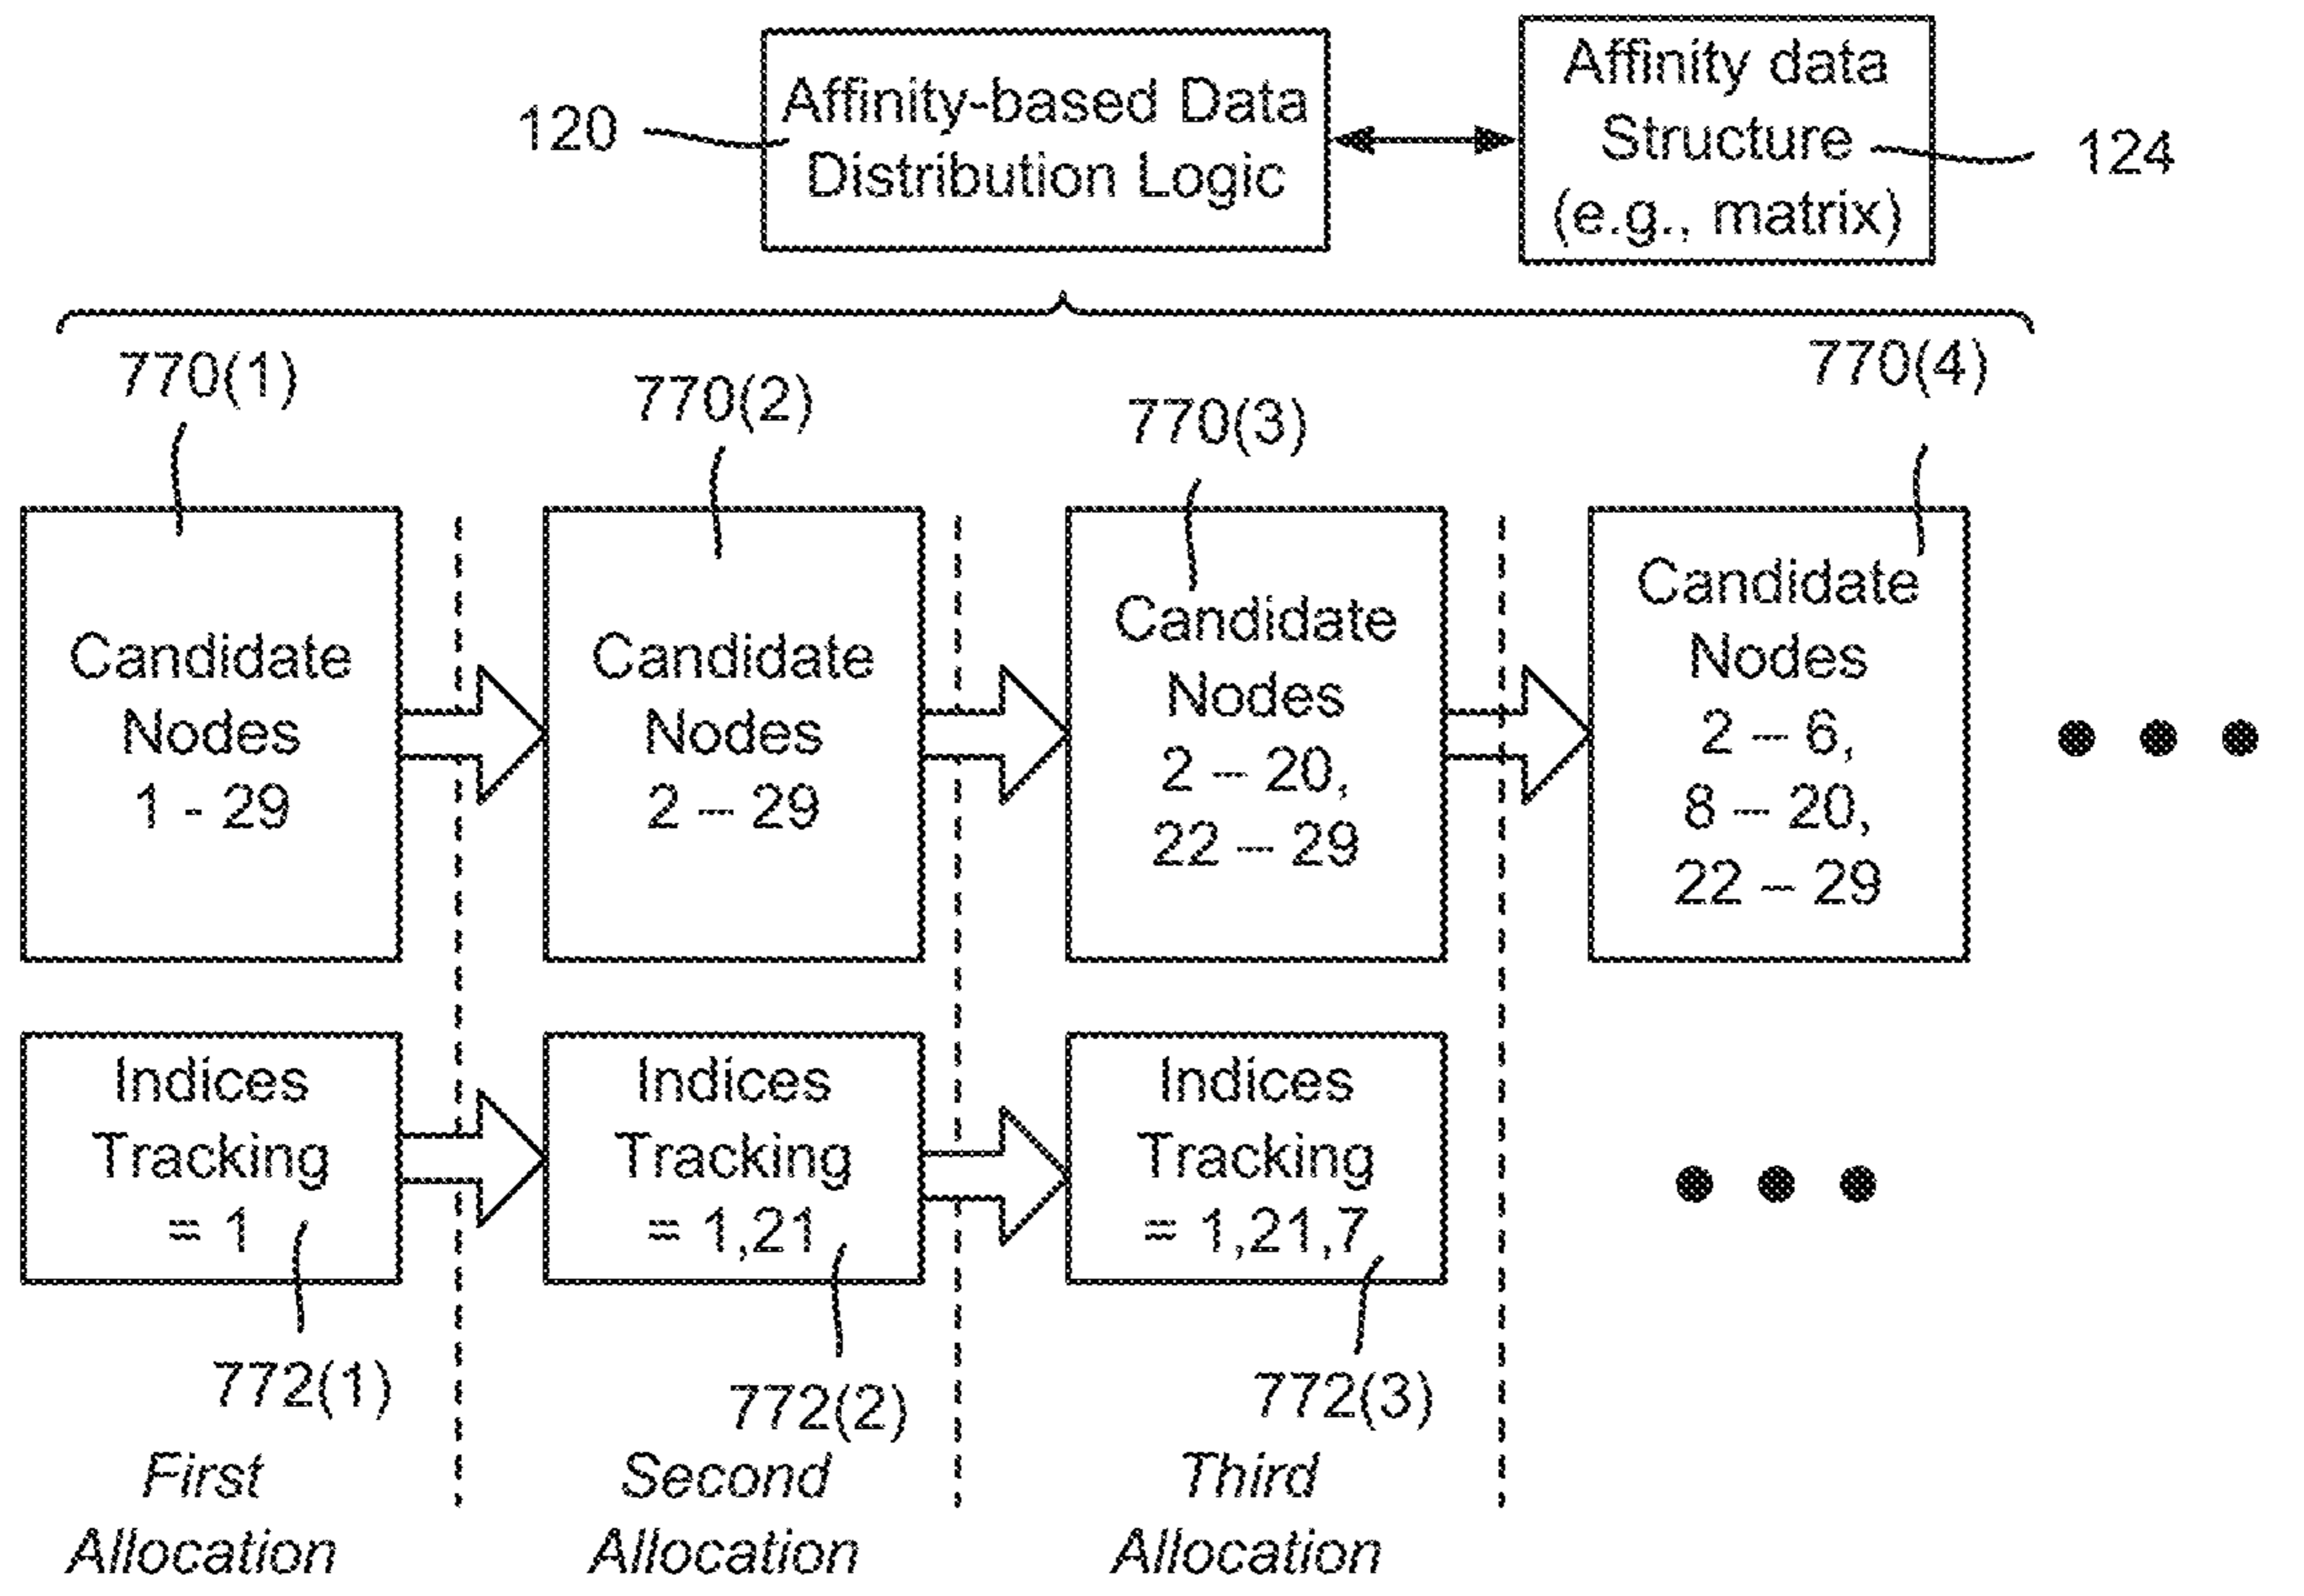 120
Affinity-based Data
Distribution Logic
Affinity data
Structure
(e.g., matrix)
124
770(1)
770(2)
770(3)
770(4)
Candidate
Nodes
1 - 29
Candidate
Nodes
2 – 29
Candidate
Nodes
2 – 20,
22 – 29
Candidate
Nodes
2 – 6,
8 – 20,
22 – 29
Indices
Tracking
= 1
Indices
Tracking
= 1,21
Indices
Tracking
= 1,21,7
772(1)
772(2)
772(3)
First
Allocation
Second
Allocation
Third
Allocation